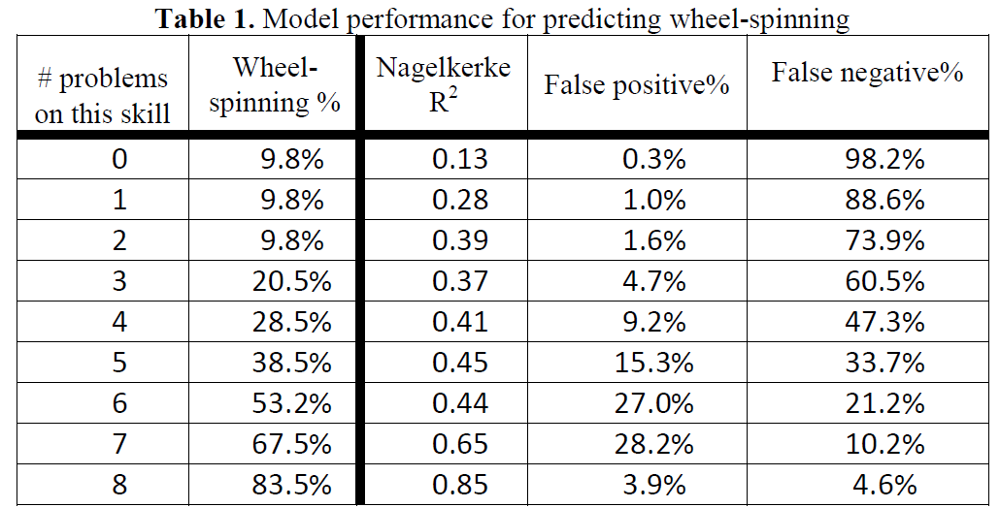 Table 1. Model performance for predicting wheel-spinning
# problems on this skill | Wheel-spinning % | Nagelkerke R² | False positive% | False negative%
0 | 9.8% | 0.13 | 0.3% | 98.2%
1 | 9.8% | 0.28 | 1.0% | 88.6%
2 | 9.8% | 0.39 | 1.6% | 73.9%
3 | 20.5% | 0.37 | 4.7% | 60.5%
4 | 28.5% | 0.41 | 9.2% | 47.3%
5 | 38.5% | 0.45 | 15.3% | 33.7%
6 | 53.2% | 0.44 | 27.0% | 21.2%
7 | 67.5% | 0.65 | 28.2% | 10.2%
8 | 83.5% | 0.85 | 3.9% | 4.6%